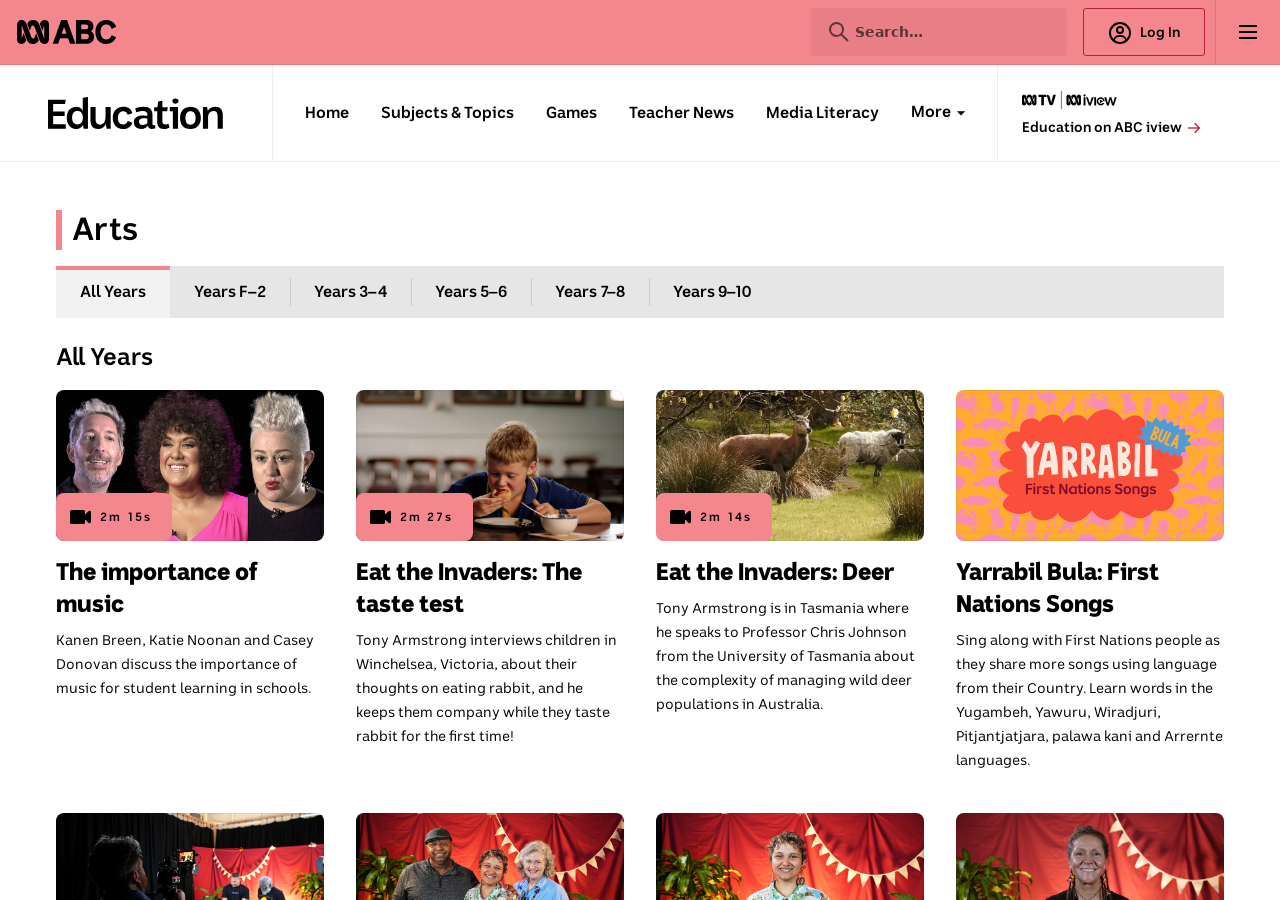 ABC
Search...
Log In
Education
Home
Subjects & Topics
Games
Teacher News
Media Literacy
More
TV
iview
Education on ABC iview
Arts
All Years
Years F–2
Years 3–4
Years 5–6
Years 7–8
Years 9–10
All Years
2m 15s
2m 27s
2m 14s
YARRABIL
BULA
First Nations Songs
The importance of
music
Kanen Breen, Katie Noonan and Casey
Donovan discuss the importance of
music for student learning in schools.
Eat the Invaders: The
taste test
Tony Armstrong interviews children in
Winchelsea, Victoria, about their
thoughts on eating rabbit, and he
keeps them company while they taste
rabbit for the first time!
Eat the Invaders: Deer
Tony Armstrong is in Tasmania where
he speaks to Professor Chris Johnson
from the University of Tasmania about
the complexity of managing wild deer
populations in Australia.
Yarrabil Bula: First
Nations Songs
Sing along with First Nations people as
they share more songs using language
from their Country. Learn words in the
Yugambeh, Yawuru, Wiradjuri,
Pitjantjatjara, palawa kani and Arrernte
languages.